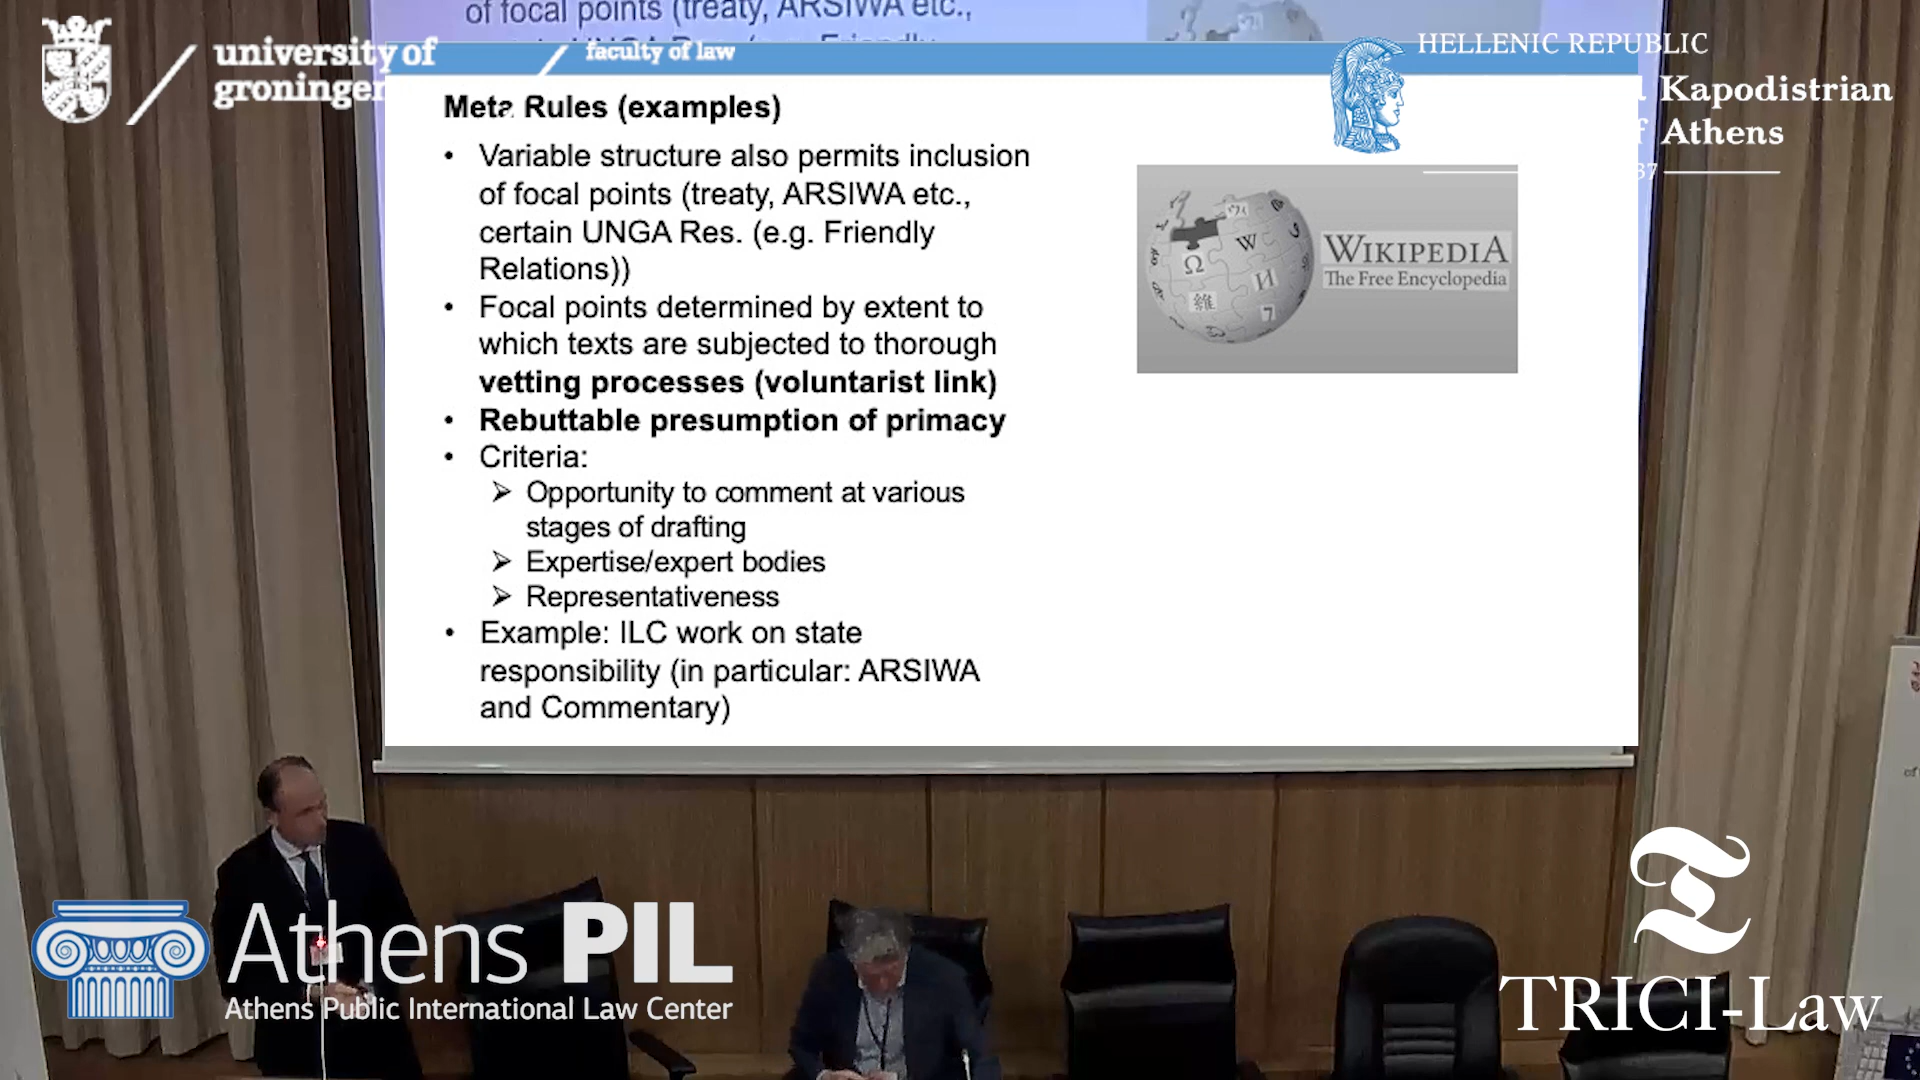 of focal points (treaty, ARSIWA etc.,
university of
groningen
faculty of law
HELLENIC REPUBLIC
Kapodistrian
Athens
37
Meta Rules (examples)
• Variable structure also permits inclusion
of focal points (treaty, ARSIWA etc.,
certain UNGA Res. (e.g. Friendly
Relations))
• Focal points determined by extent to
which texts are subjected to thorough
vetting processes (voluntarist link)
• Rebuttable presumption of primacy
• Criteria:
➢ Opportunity to comment at various
stages of drafting
➢ Expertise/expert bodies
➢ Representativeness
• Example: ILC work on state
responsibility (in particular: ARSIWA
and Commentary)
Ω
W
И
維
7
WIKIPEDIA
The Free Encyclopedia
Athens PIL
Athens Public International Law Center
TRICI-Law
of